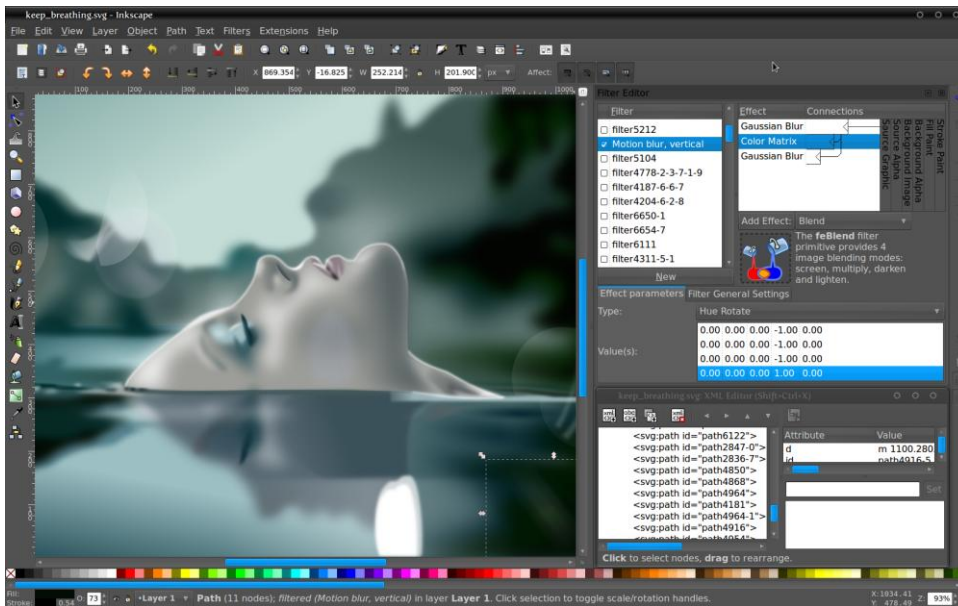 keep_breathing.svg - Inkscape
File Edit View Layer Object Path Text Filters Extensions Help
X 869.354 Y -16.825 W 252.214 H 201.900 px Affect:
Filter Editor
Filter
filter5212
Motion blur, vertical
filter5104
filter4778-2-3-7-1-9
filter4187-6-6-7
filter4204-6-2-8
filter6650-1
filter6654-7
filter6111
filter4311-5-1
New
Effect Connections
Gaussian Blur
Color Matrix
Gaussian Blur
Stroke Paint
Fill Paint
Background Alpha
Background Image
Source Alpha
Source Graphic
Add Effect: Blend
The feBlend filter
primitive provides 4
image blending modes:
screen, multiply, darken
and lighten.
Effect parameters Filter General Settings
Type: Hue Rotate
Value(s):
0.00 0.00 0.00 -1.00 0.00
0.00 0.00 0.00 -1.00 0.00
0.00 0.00 0.00 -1.00 0.00
0.00 0.00 0.00 1.00 0.00
keep_breathing.svg: XML Editor (Shift+Ctrl+X)
<svg:path id="path6122">
<svg:path id="path2847-0">
<svg:path id="path2836-7">
<svg:path id="path4850">
<svg:path id="path4868">
<svg:path id="path4964">
<svg:path id="path4181">
<svg:path id="path4964-1">
<svg:path id="path4916">
<svg:path id="path4954">
Attribute Value
d m 1100.280
id path4916-5
Set
Click to select nodes, drag to rearrange.
Fill:
Stroke: 0.54 O: 73 Layer 1 Path (11 nodes); filtered (Motion blur, vertical) in layer Layer 1. Click selection to toggle scale/rotation handles.
X:1034.41
Y: 478.49
Z: 93%